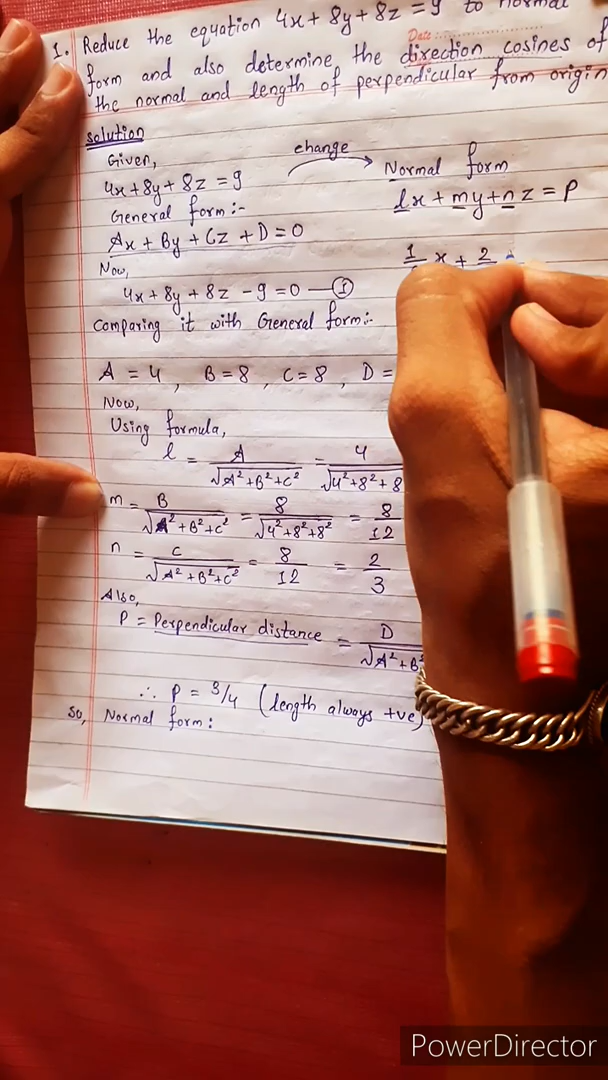 1. Reduce the equation 4x + 8y + 8z = 9 to normal
Date :
form and also determine the direction cosines of
the normal and length of perpendicular from origin
solution
Given,
4x + 8y + 8z = 9
change
Normal form
lx + my + nz = P
General form:-
Ax + By + Cz + D = 0
Now,
4x + 8y + 8z - 9 = 0 — ①
1 x + 2
Comparing it with General form:-
A = 4 , B = 8 , C = 8 , D =
Now,
Using formula,
l = A/√A²+B²+C² = 4/√4²+8²+8
m = B/√A²+B²+C² = 8/√4²+8²+8² = 8/12
n = C/√A²+B²+C² = 8/12 = 2/3
Also,
P = Perpendicular distance = D/√A²+B²
∴ P = 3/4 (length always +ve)
So, Normal form:
PowerDirector